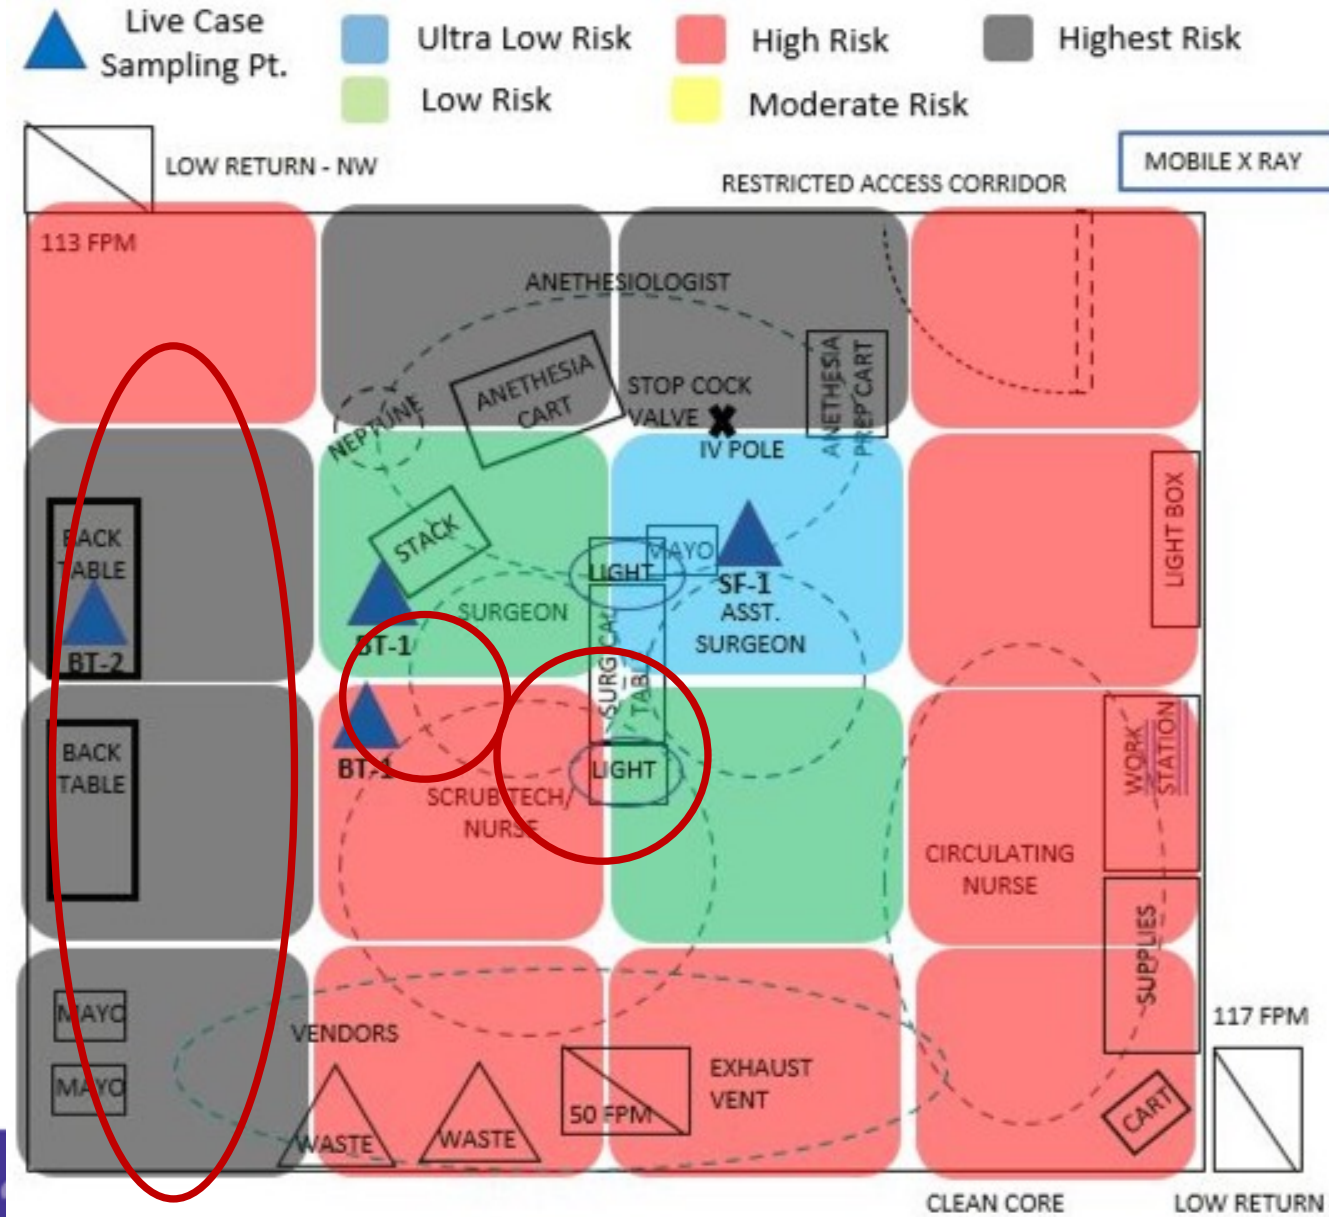 Live Case
Sampling Pt.
Ultra Low Risk
High Risk
Highest Risk
Low Risk
Moderate Risk
LOW RETURN - NW
MOBILE X RAY
RESTRICTED ACCESS CORRIDOR
113 FPM
ANETHESIOLOGIST
ANETHESIA
CART
STOP COCK
VALVE
ANETHESIA
PREP CART
NEPTUNE
IV POLE
LIGHT BOX
BACK
TABLE
BT-2
STACK
MAYO
LIGHT
SF-1
SURGEON
ASST.
SURGEON
BT-1
SURGICAL
TABLE
BT-1
LIGHT
BACK
TABLE
WORK
STATION
SCRUB TECH/
NURSE
CIRCULATING
NURSE
SUPPLIES
MAYO
MAYO
VENDORS
WASTE
WASTE
50 FPM
EXHAUST
VENT
117 FPM
CART
CLEAN CORE
LOW RETURN